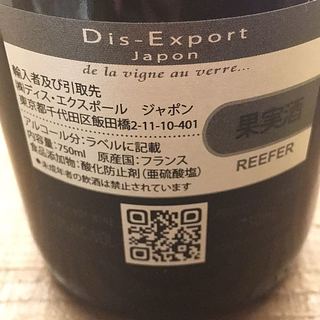 Dis-Export
Japon
de la vigne au verre...
輸入者及び引取先
㈱ディス・エクスポール ジャポン
東京都千代田区飯田橋2-11-10-401
アルコール分:ラベルに記載
内容量:750ml 原産国:フランス
食品添加物:酸化防止剤(亜硫酸塩)
●未成年者の飲酒は禁止されています
果実酒
REEFER